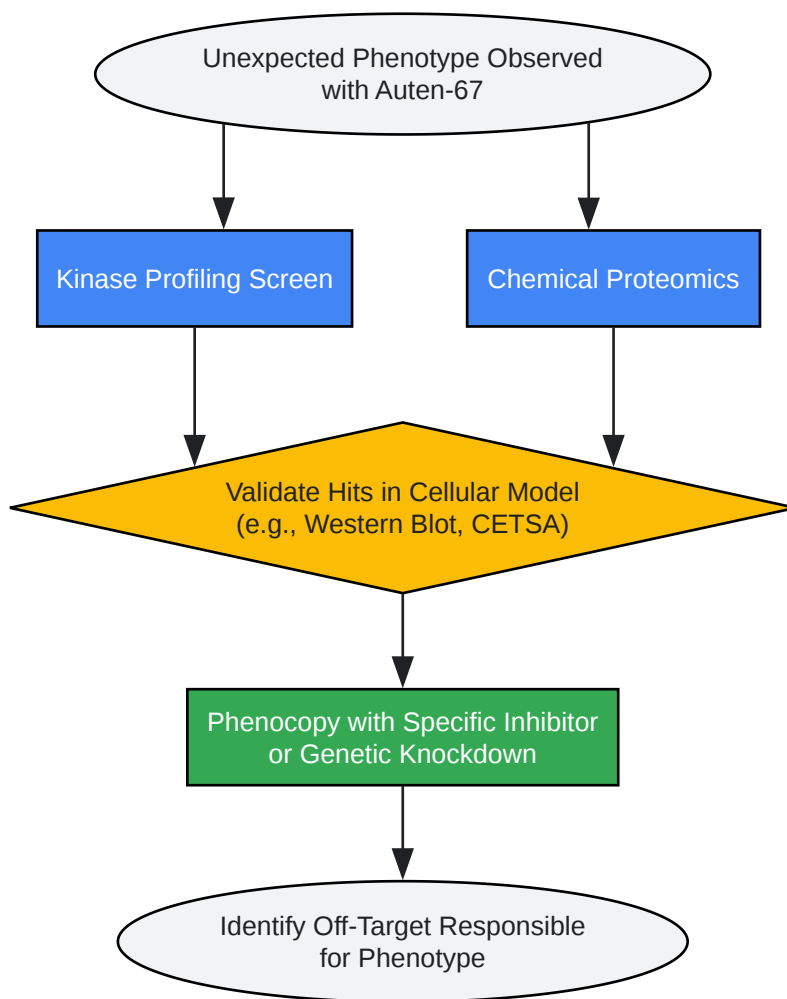 Unexpected Phenotype Observed
with Auten-67
Kinase Profiling Screen
Chemical Proteomics
Validate Hits in Cellular Model
(e.g., Western Blot, CETSA)
Phenocopy with Specific Inhibitor
or Genetic Knockdown
Identify Off-Target Responsible
for Phenotype